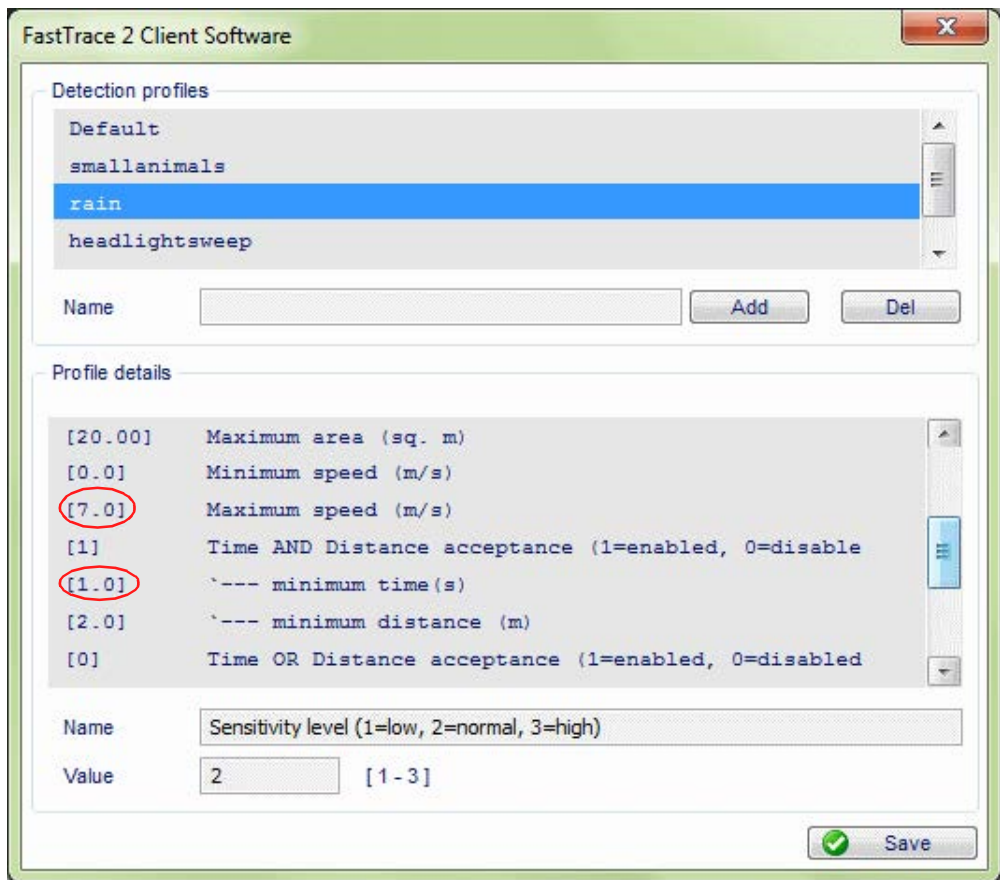 FastTrace 2 Client Software
Detection profiles
Default
smallanimals
rain
headlightsweep
Name
Add
Del
Profile details
[20.00] Maximum area (sq. m)
[0.0] Minimum speed (m/s)
[7.0] Maximum speed (m/s)
[1] Time AND Distance acceptance (1=enabled, 0=disable
[1.0] `--- minimum time(s)
[2.0] `--- minimum distance (m)
[0] Time OR Distance acceptance (1=enabled, 0=disabled
Name Sensitivity level (1=low, 2=normal, 3=high)
Value 2 [1-3]
Save